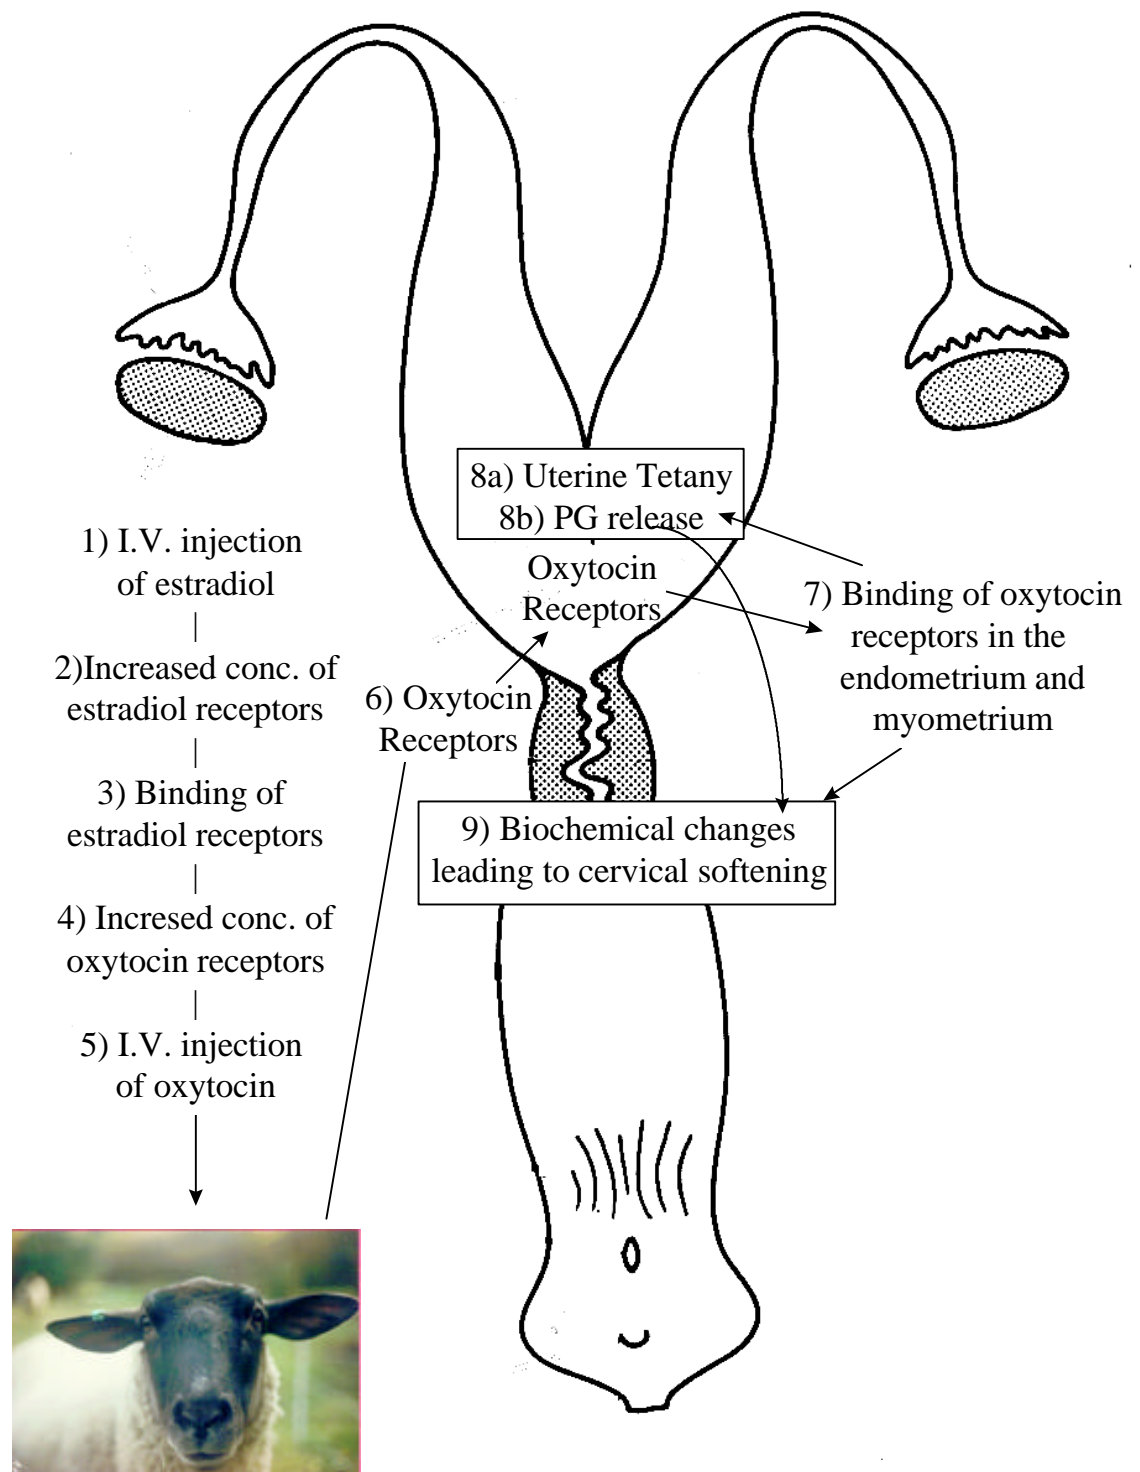 8a) Uterine Tetany
8b) PG release
Oxytocin
Receptors
1) I.V. injection
of estradiol
2)Increased conc. of
estradiol receptors
3) Binding of
estradiol receptors
4) Incresed conc. of
oxytocin receptors
5) I.V. injection
of oxytocin
6) Oxytocin
Receptors
7) Binding of oxytocin
receptors in the
endometrium and
myometrium
9) Biochemical changes
leading to cervical softening